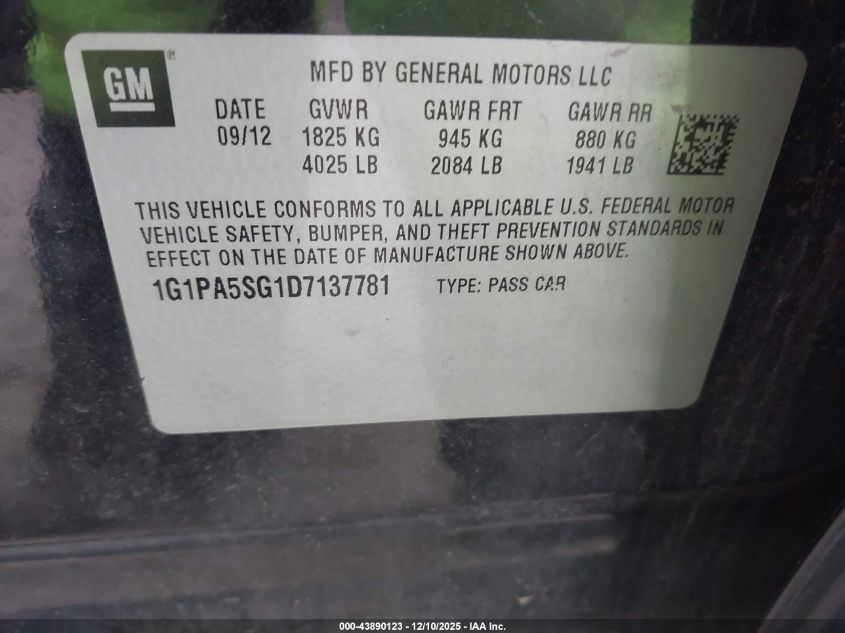 GM ®
MFD BY GENERAL MOTORS LLC
DATE GVWR GAWR FRT GAWR RR
09/12 1825 KG 945 KG 880 KG
4025 LB 2084 LB 1941 LB
THIS VEHICLE CONFORMS TO ALL APPLICABLE U.S. FEDERAL MOTOR
VEHICLE SAFETY, BUMPER, AND THEFT PREVENTION STANDARDS IN
EFFECT ON THE DATE OF MANUFACTURE SHOWN ABOVE.
1G1PA5SG1D7137781 TYPE: PASS CAR
000-43890123 - 12/10/2025 - IAA Inc.